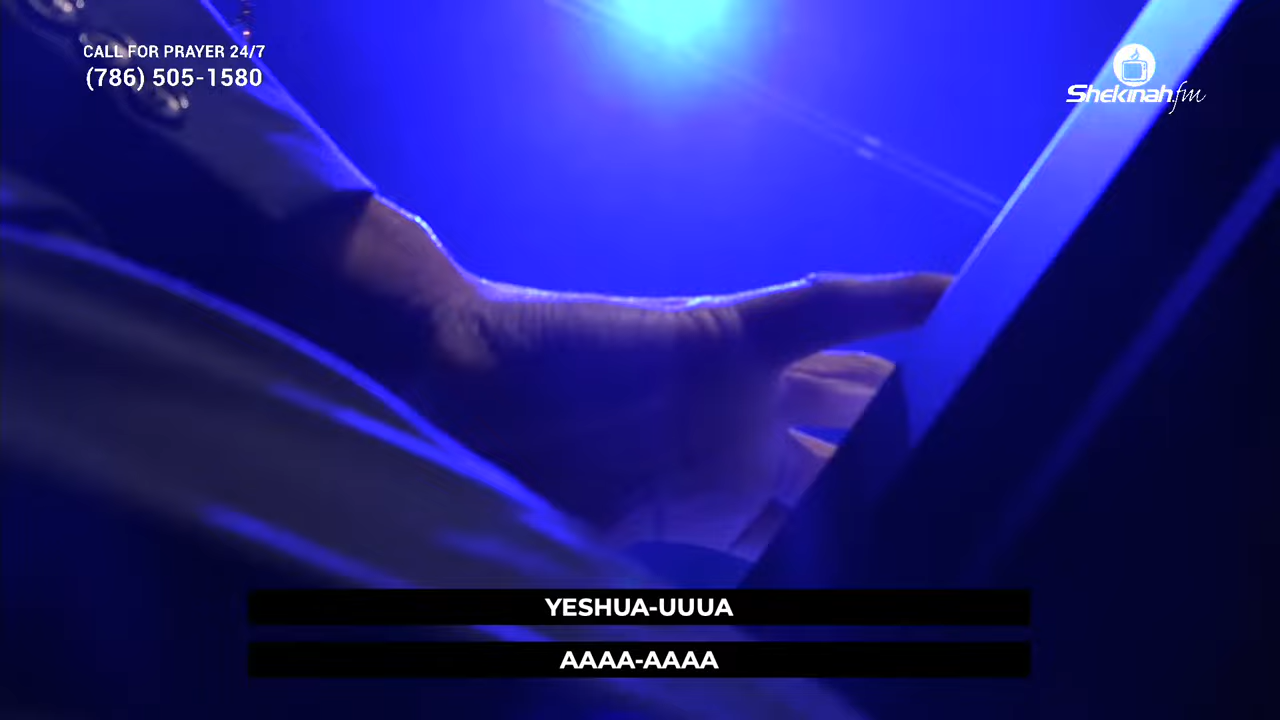 CALL FOR PRAYER 24/7
(786) 505-1580
Shekinah.fm
YESHUA-UUUA
AAAA-AAAA